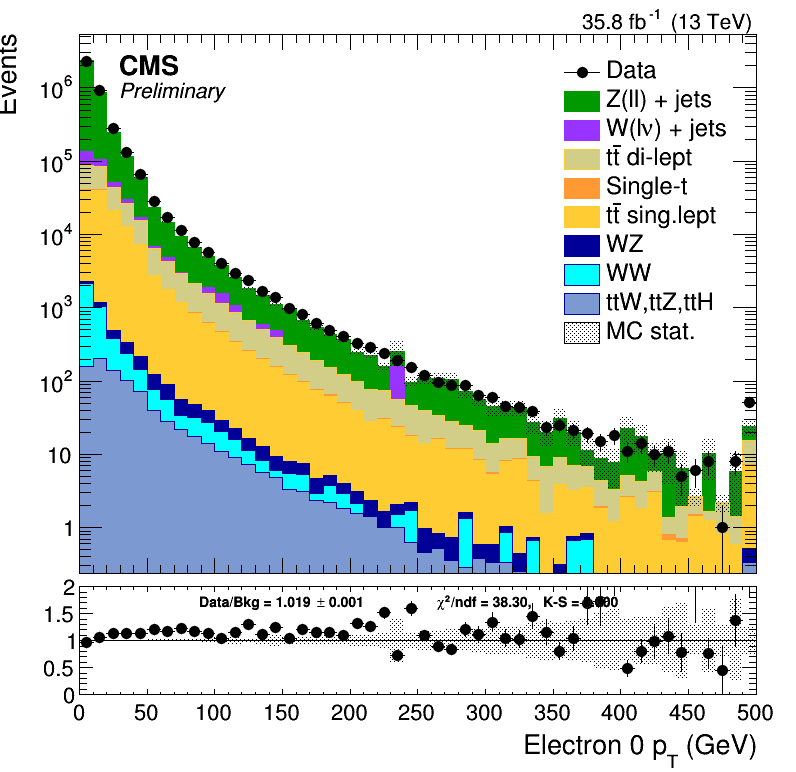 35.8 fb⁻¹ (13 TeV)
Events
CMS
Preliminary
Data
Z(ll) + jets
W(lν) + jets
tt̄ di-lept
Single-t
tt̄ sing.lept
WZ
WW
ttW,ttZ,ttH
MC stat.
10⁶
10⁵
10⁴
10³
10²
10
1
Data/Bkg = 1.019 ± 0.001 χ²/ndf = 38.30, K-S =
2
1.5
1
0.5
0
0 50 100 150 200 250 300 350 400 450 500
Electron 0 p_T (GeV)